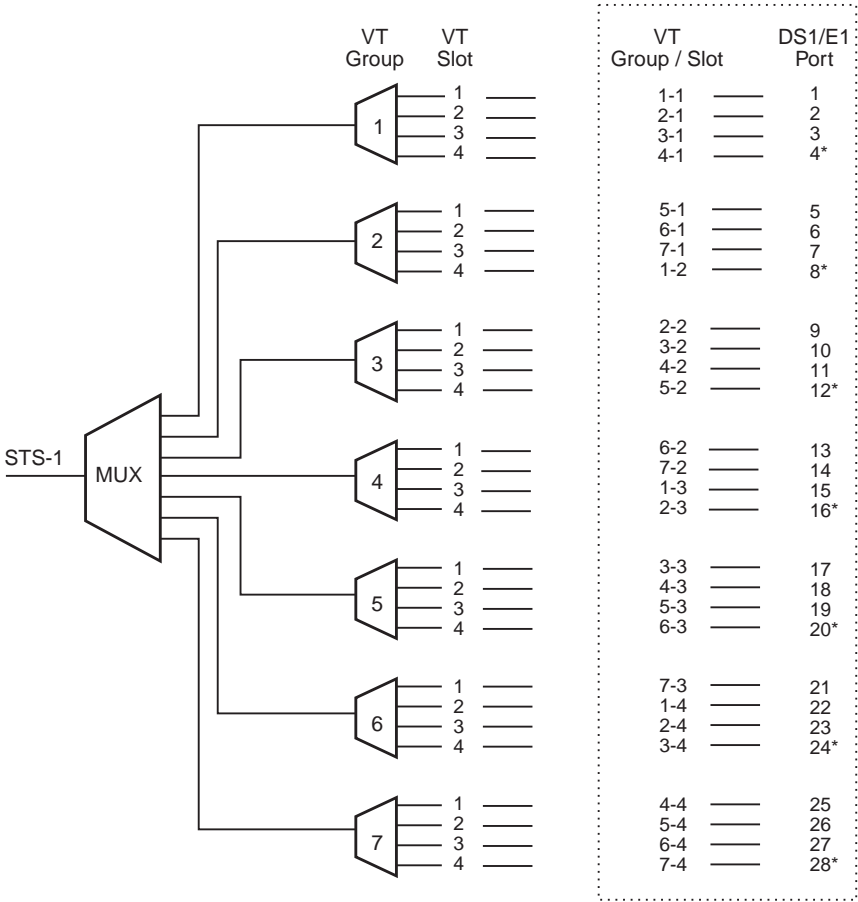 VT Group VT Slot VT Group / Slot DS1/E1 Port
1 1-1 1
2 2-1 2
1 3 3-1 3
4 4-1 4*
1 5-1 5
2 6-1 6
2 3 7-1 7
4 1-2 8*
1 2-2 9
2 3-2 10
3 3 4-2 11
4 5-2 12*
STS-1 MUX
1 6-2 13
2 7-2 14
4 3 1-3 15
4 2-3 16*
1 3-3 17
2 4-3 18
5 3 5-3 19
4 6-3 20*
1 7-3 21
2 1-4 22
6 3 2-4 23
4 3-4 24*
1 4-4 25
2 5-4 26
7 3 6-4 27
4 7-4 28*